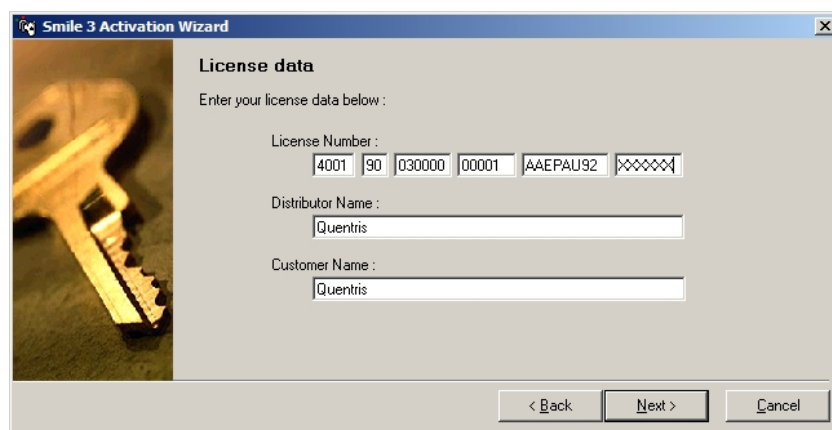 Smile 3 Activation Wizard
License data
Enter your license data below :
License Number :
4001 90 030000 00001 AAEPAU92 XXXXXX
Distributor Name :
Quentris
Customer Name :
Quentris
< Back Next > Cancel